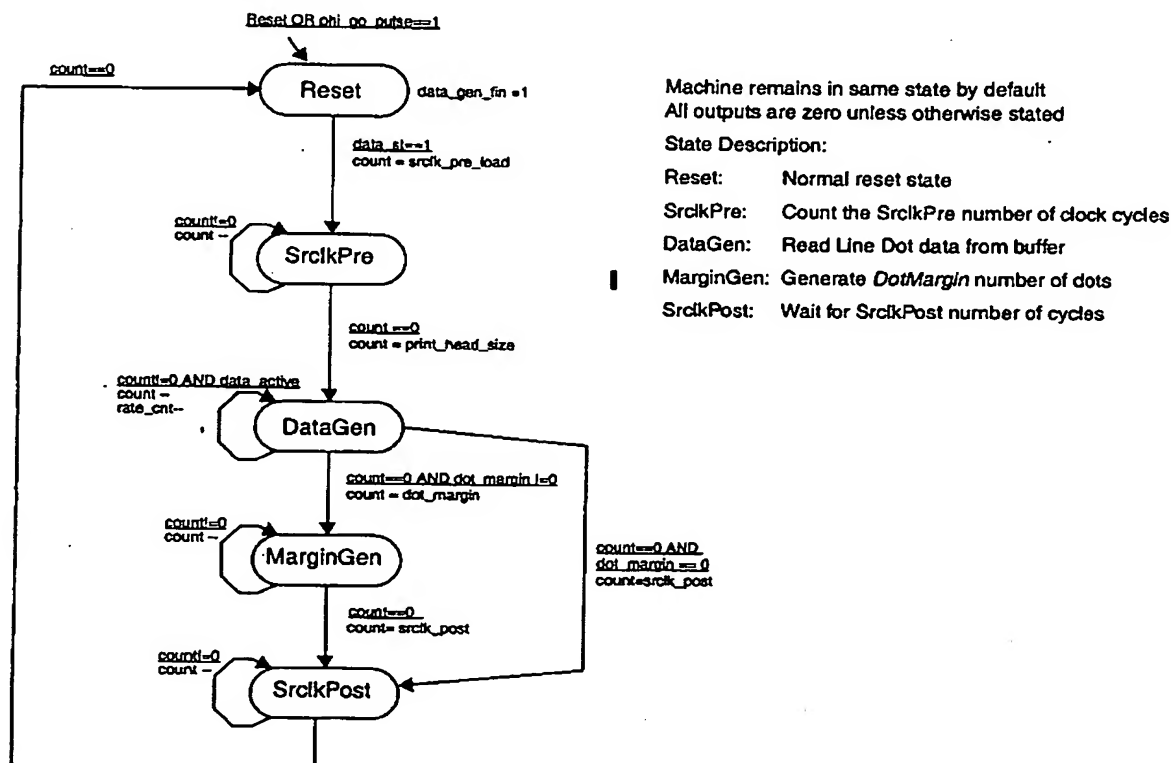 Reset OR phi_go_pulse==1
count==0
Reset
data_gen_fin =1
data_st==1
count = srclk_pre_load
count!=0
count --
SrclkPre
count ==0
count = print_head_size
count!=0 AND data_active
count --
rate_cnt--
DataGen
count==0 AND dot_margin !=0
count = dot_margin
count!=0
count --
MarginGen
count==0 AND
dot_margin == 0
count=srclk_post
count==0
count= srclk_post
count!=0
count --
SrclkPost
Machine remains in same state by default
All outputs are zero unless otherwise stated
State Description:
Reset: Normal reset state
SrclkPre: Count the SrclkPre number of clock cycles
DataGen: Read Line Dot data from buffer
MarginGen: Generate DotMargin number of dots
SrclkPost: Wait for SrclkPost number of cycles